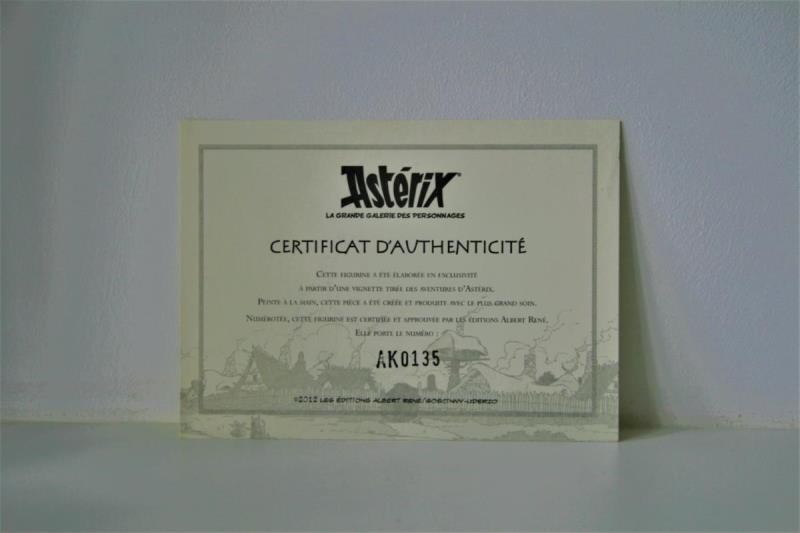 Astérix
LA GRANDE GALERIE DES PERSONNAGES
CERTIFICAT D'AUTHENTICITÉ
CETTE FIGURINE A ÉTÉ ÉLABORÉE EN EXCLUSIVITÉ
À PARTIR D'UNE VIGNETTE TIRÉE DES AVENTURES D'ASTÉRIX.
PEINTE À LA MAIN, CETTE PIÈCE A ÉTÉ CRÉÉE ET PRODUITE AVEC LE PLUS GRAND SOIN.
NUMÉROTÉE, CETTE FIGURINE EST CERTIFIÉE ET APPROUVÉE PAR LES ÉDITIONS ALBERT RENÉ.
ELLE PORTE LE NUMÉRO :
AK0135
©2012 LES ÉDITIONS ALBERT RENÉ/GOSCINNY-UDERZO